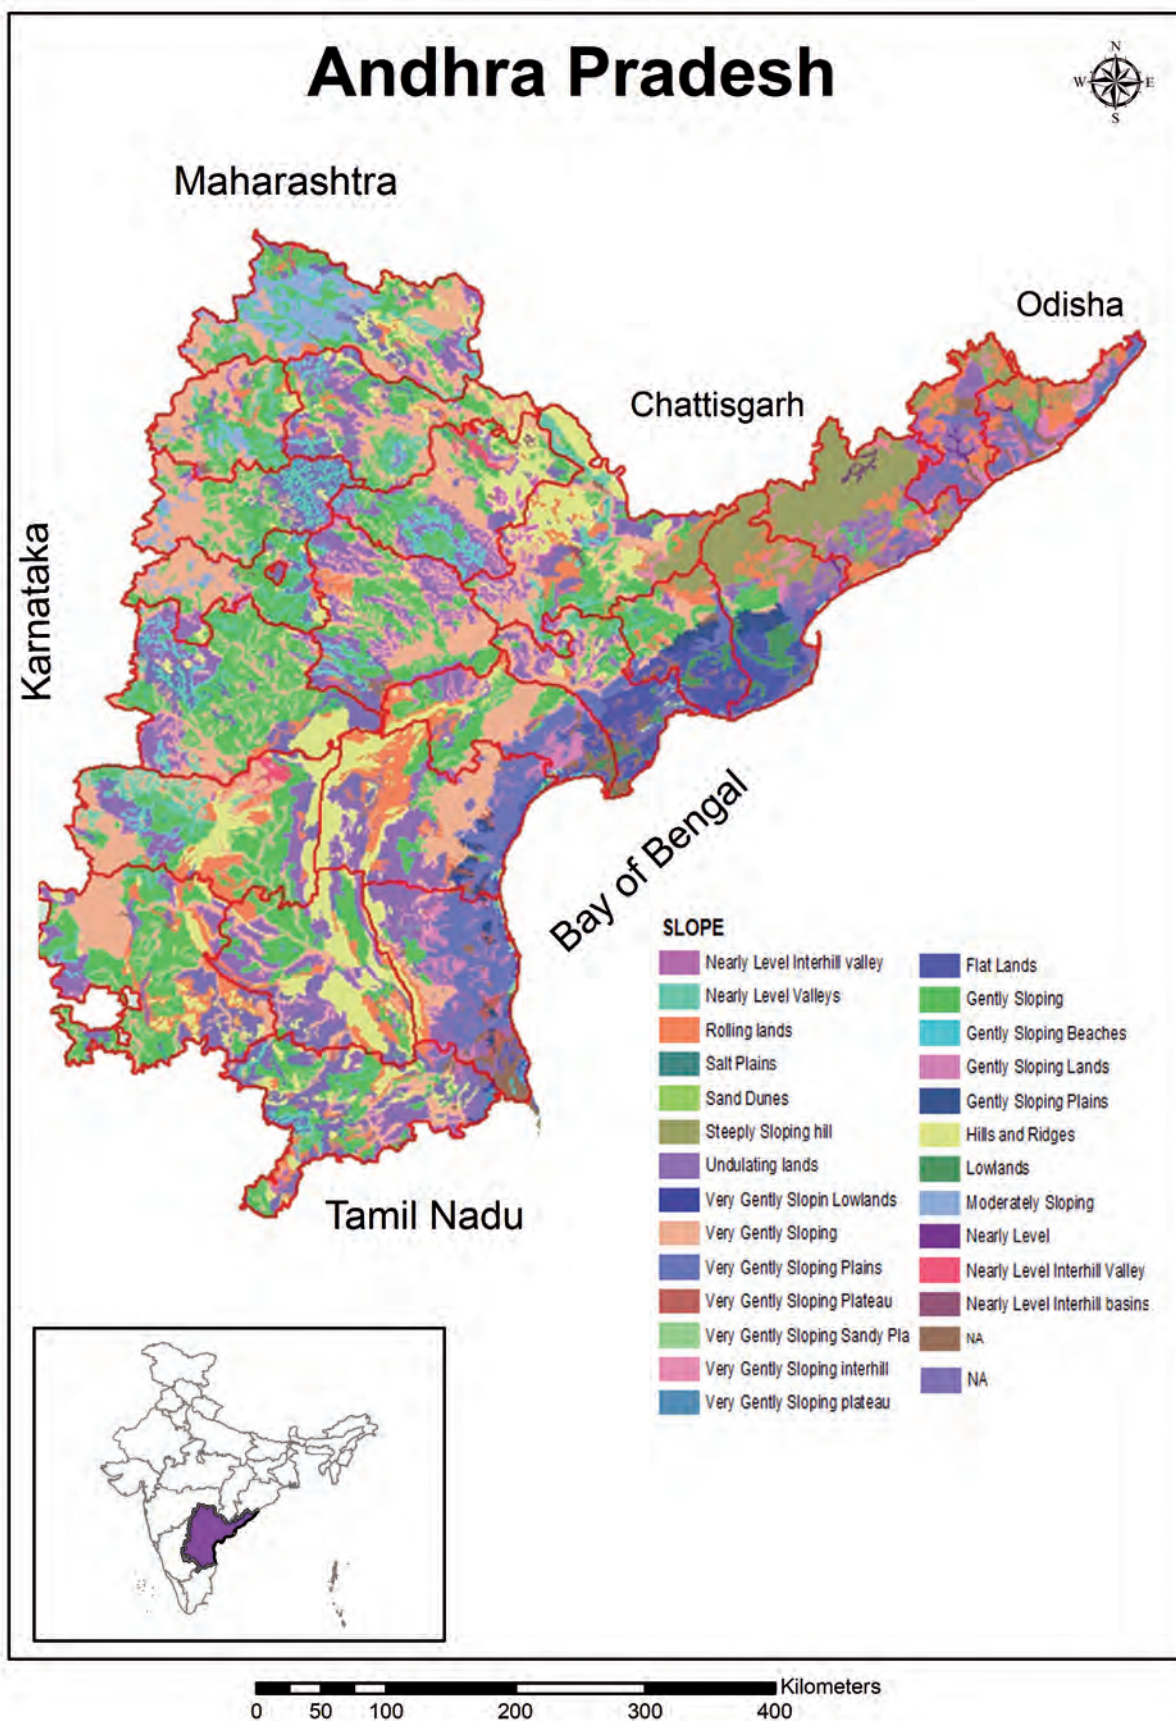 Andhra Pradesh
N
W
E
S
Maharashtra
Odisha
Chattisgarh
Karnataka
Bay of Bengal
Tamil Nadu
SLOPE
Nearly Level Interhill valley
Nearly Level Valleys
Rolling lands
Salt Plains
Sand Dunes
Steeply Sloping hill
Undulating lands
Very Gently Slopin Lowlands
Very Gently Sloping
Very Gently Sloping Plains
Very Gently Sloping Plateau
Very Gently Sloping Sandy Pla
Very Gently Sloping interhill
Very Gently Sloping plateau
Flat Lands
Gently Sloping
Gently Sloping Beaches
Gently Sloping Lands
Gently Sloping Plains
Hills and Ridges
Lowlands
Moderately Sloping
Nearly Level
Nearly Level Interhill Valley
Nearly Level Interhill basins
NA
NA
Kilometers
0 50 100 200 300 400